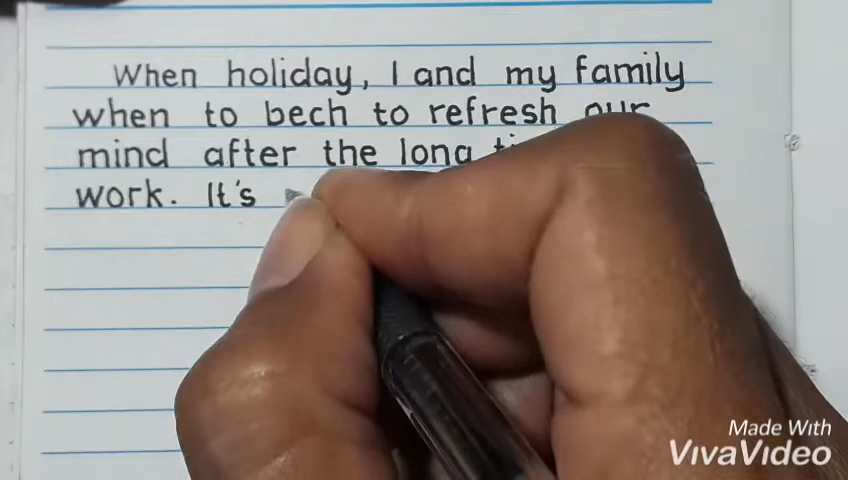 When holiday, I and my family
when to bech to refresh our
mind after the long
work. It's
Made With
VivaVideo